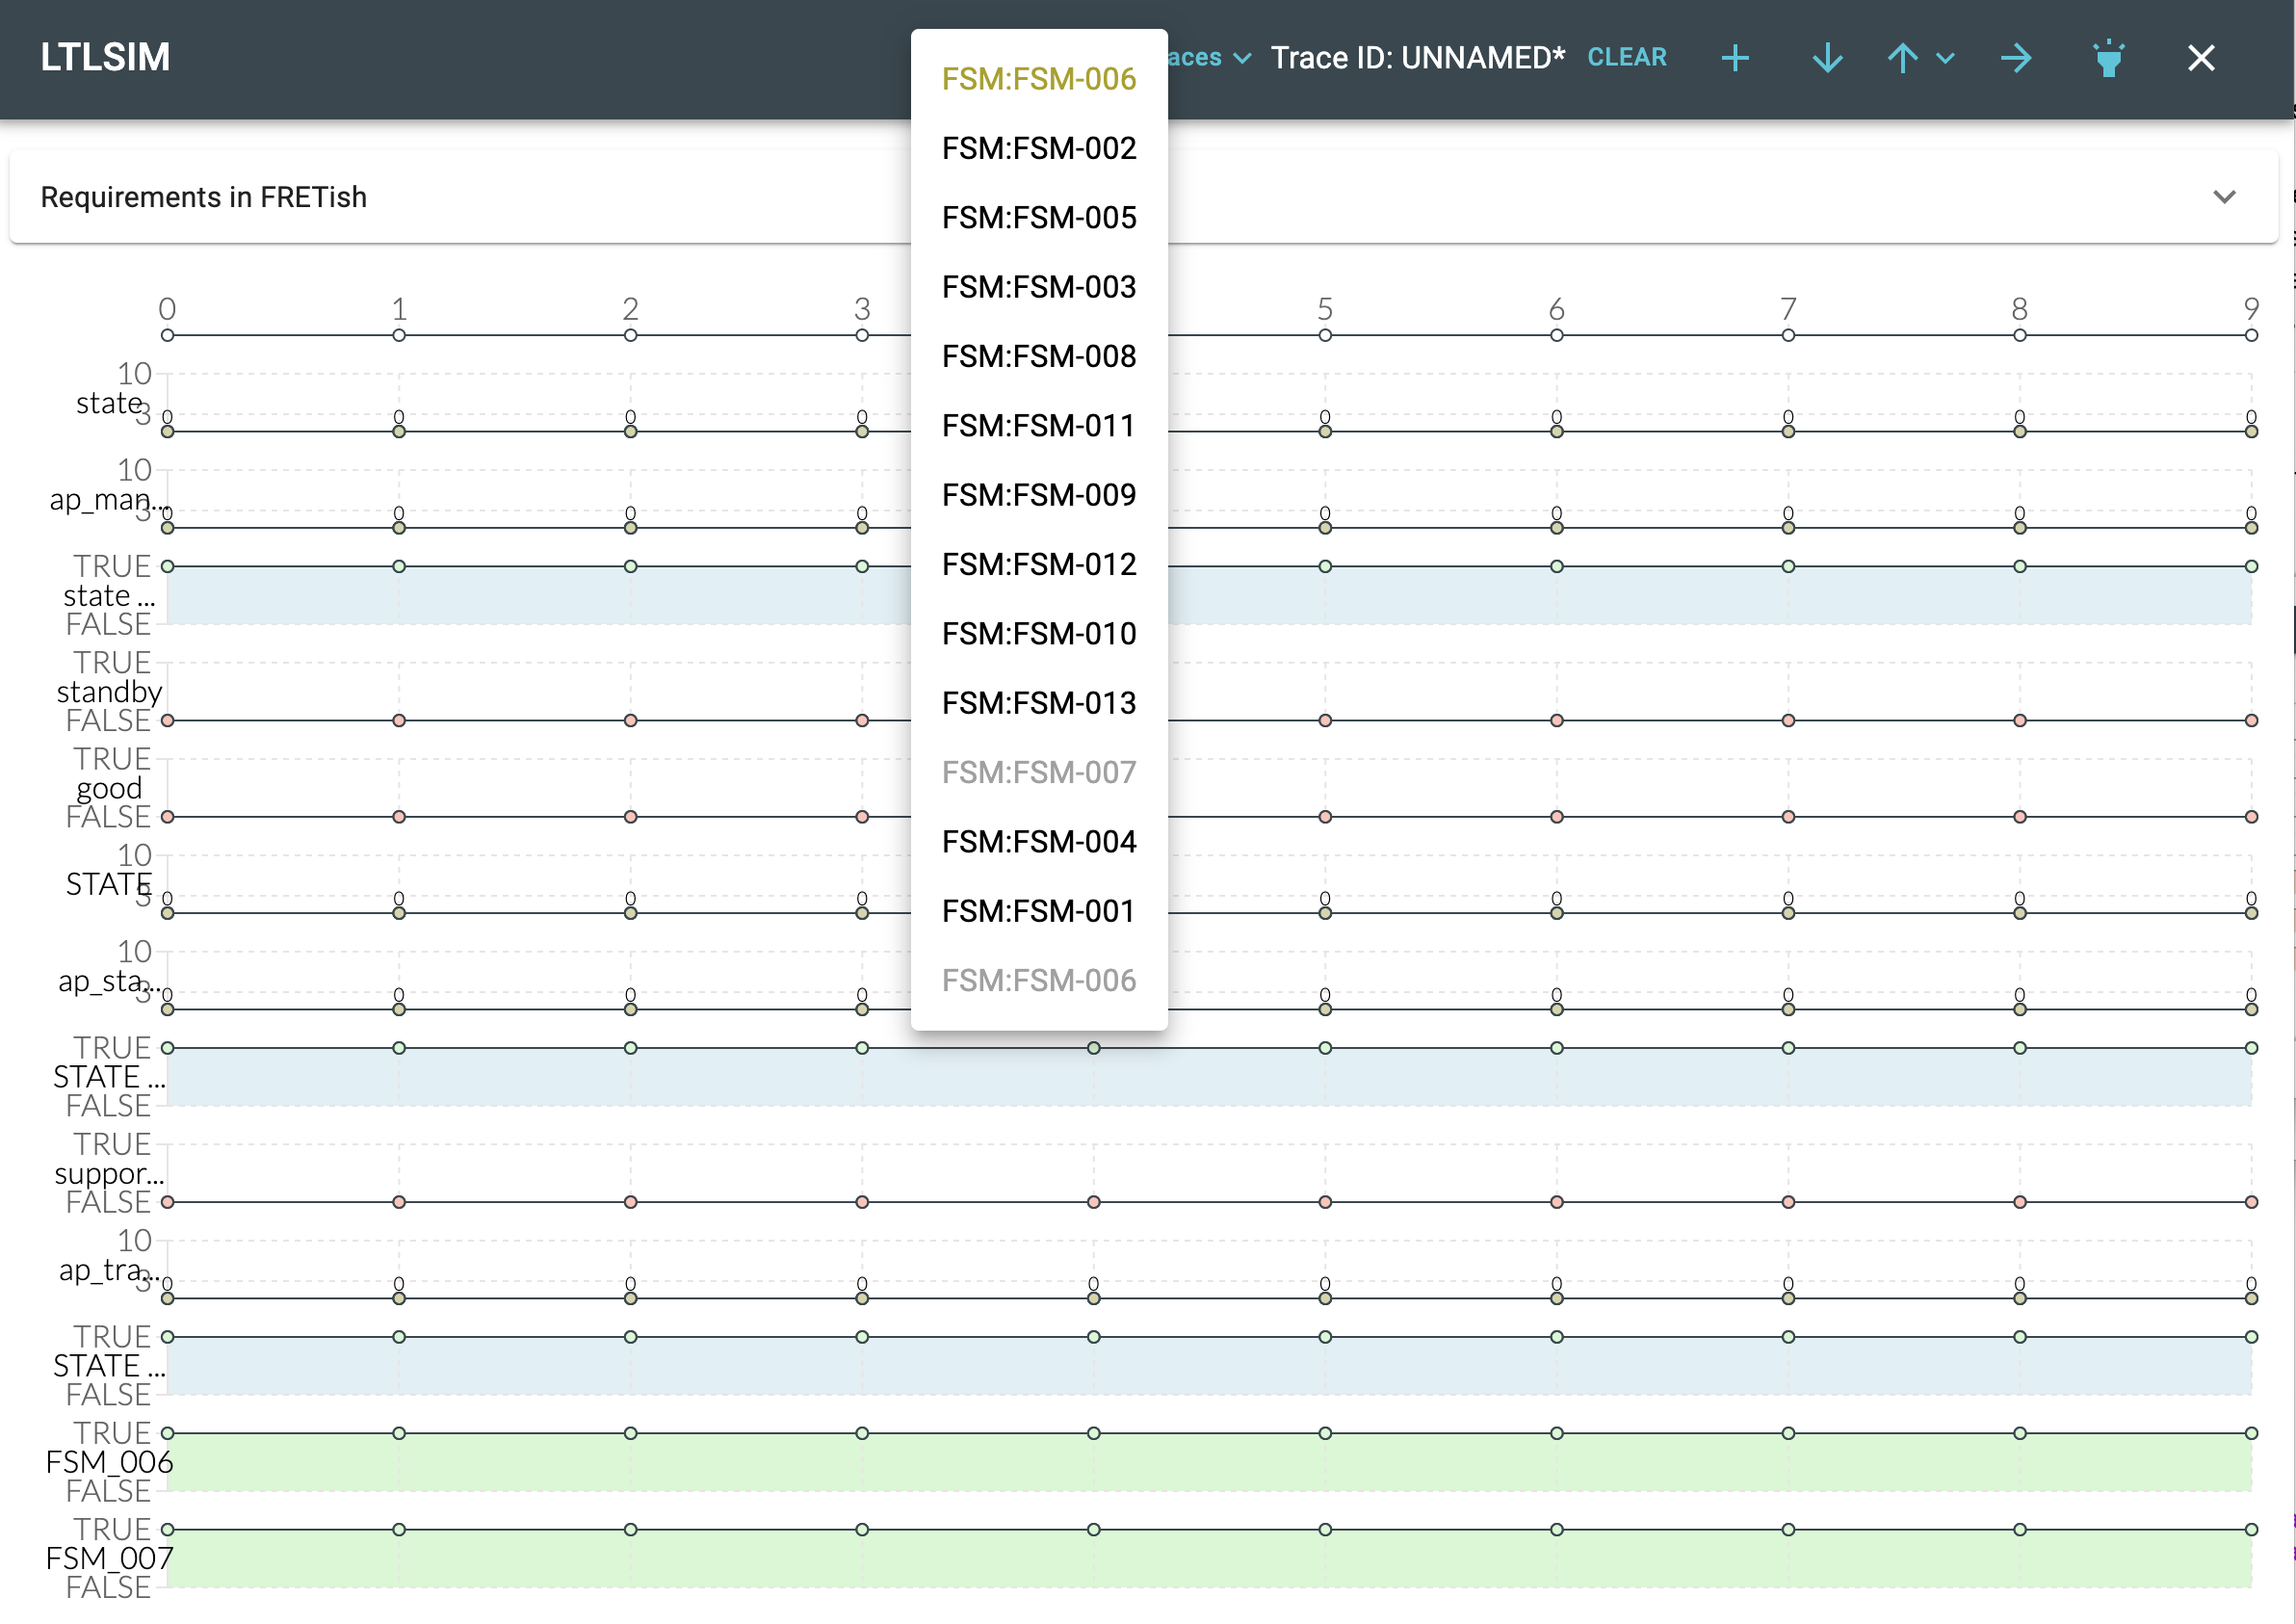 LTLSIM
aces
Trace ID: UNNAMED*
CLEAR
FSM:FSM-006
FSM:FSM-002
FSM:FSM-005
FSM:FSM-003
FSM:FSM-008
FSM:FSM-011
FSM:FSM-009
FSM:FSM-012
FSM:FSM-010
FSM:FSM-013
FSM:FSM-007
FSM:FSM-004
FSM:FSM-001
FSM:FSM-006
Requirements in FRETish
0 1 2 3 5 6 7 8 9
10
state
3 0 0 0 0 0 0 0 0 0
10
ap_man...
3 0 0 0 0 0 0 0 0 0
TRUE
state ...
FALSE
TRUE
standby
FALSE
TRUE
good
FALSE
10
STATE
3 0 0 0 0 0 0 0 0 0
10
ap_sta...
3 0 0 0 0 0 0 0 0 0
TRUE
STATE ...
FALSE
TRUE
suppor...
FALSE
10
ap_tra...
3 0 0 0 0 0 0 0 0 0 0
TRUE
STATE ...
FALSE
TRUE
FSM_006
FALSE
TRUE
FSM_007
FALSE